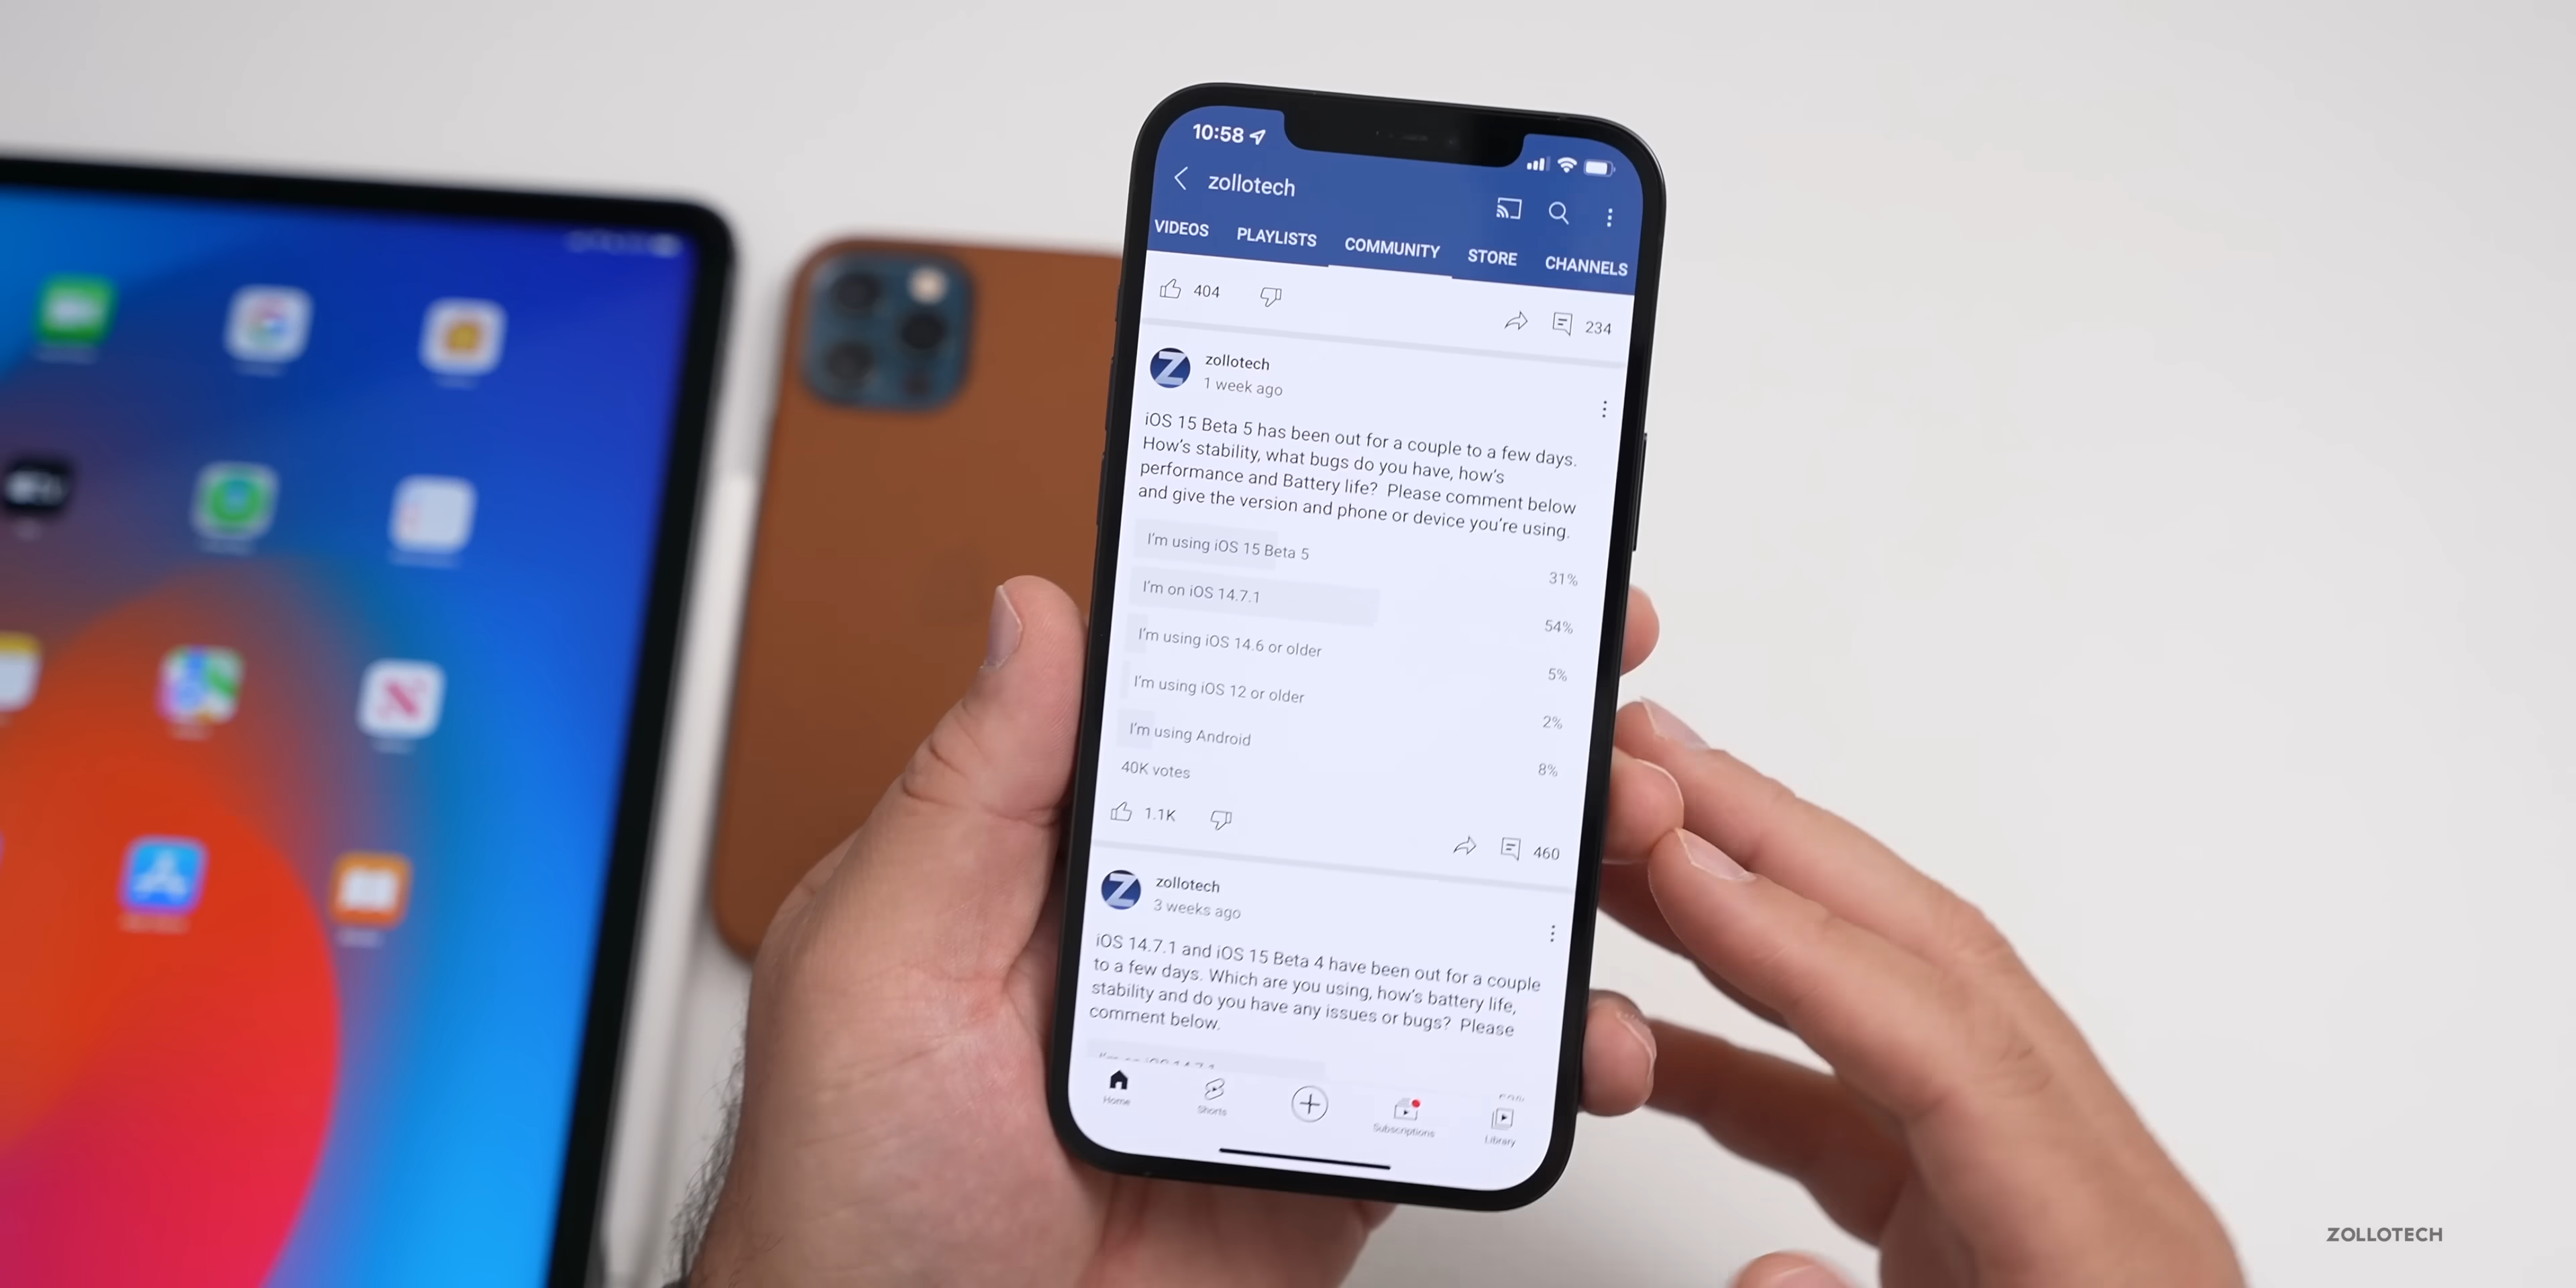 10:58
zollotech
VIDEOS PLAYLISTS COMMUNITY STORE CHANNELS
404 234
Z
zollotech
1 week ago
iOS 15 Beta 5 has been out for a couple to a few days.
How's stability, what bugs do you have, how's
performance and Battery life? Please comment below
and give the version and phone or device you're using.
I'm using iOS 15 Beta 5 31%
I'm on iOS 14.7.1 54%
I'm using iOS 14.6 or older 5%
I'm using iOS 12 or older 2%
I'm using Android 8%
40K votes
1.1K 460
Z
zollotech
3 weeks ago
iOS 14.7.1 and iOS 15 Beta 4 have been out for a couple
to a few days. Which are you using, how's battery life,
stability and do you have any issues or bugs? Please
comment below.
Home Shorts Subscriptions Library
ZOLLOTECH